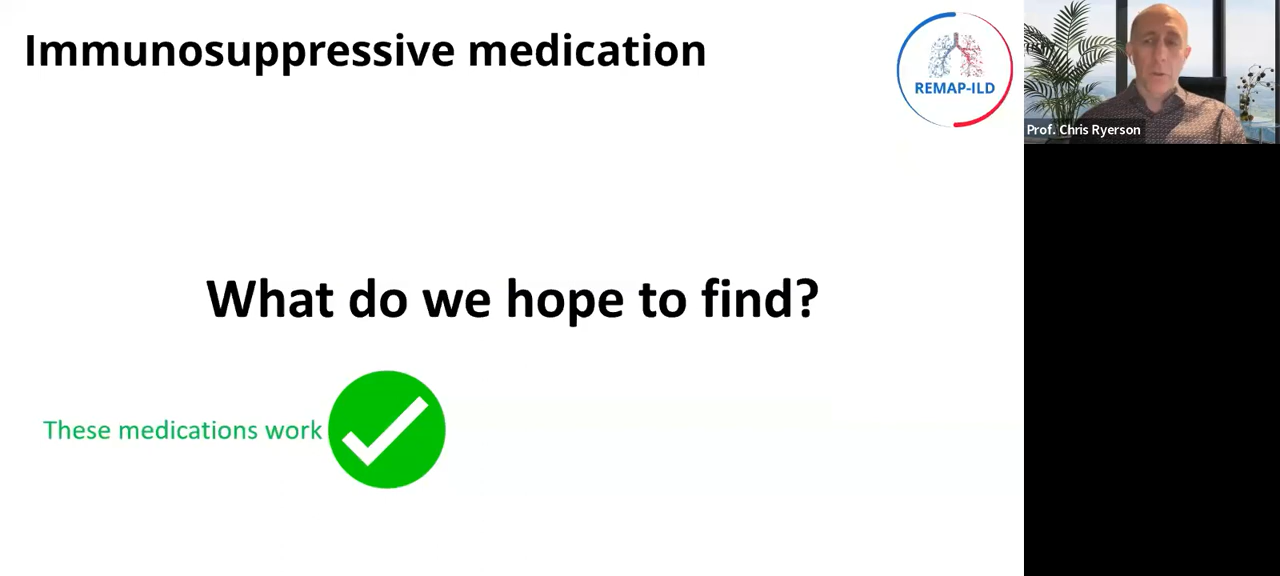 Immunosuppressive medication
REMAP-ILD
Prof. Chris Ryerson
What do we hope to find?
These medications work